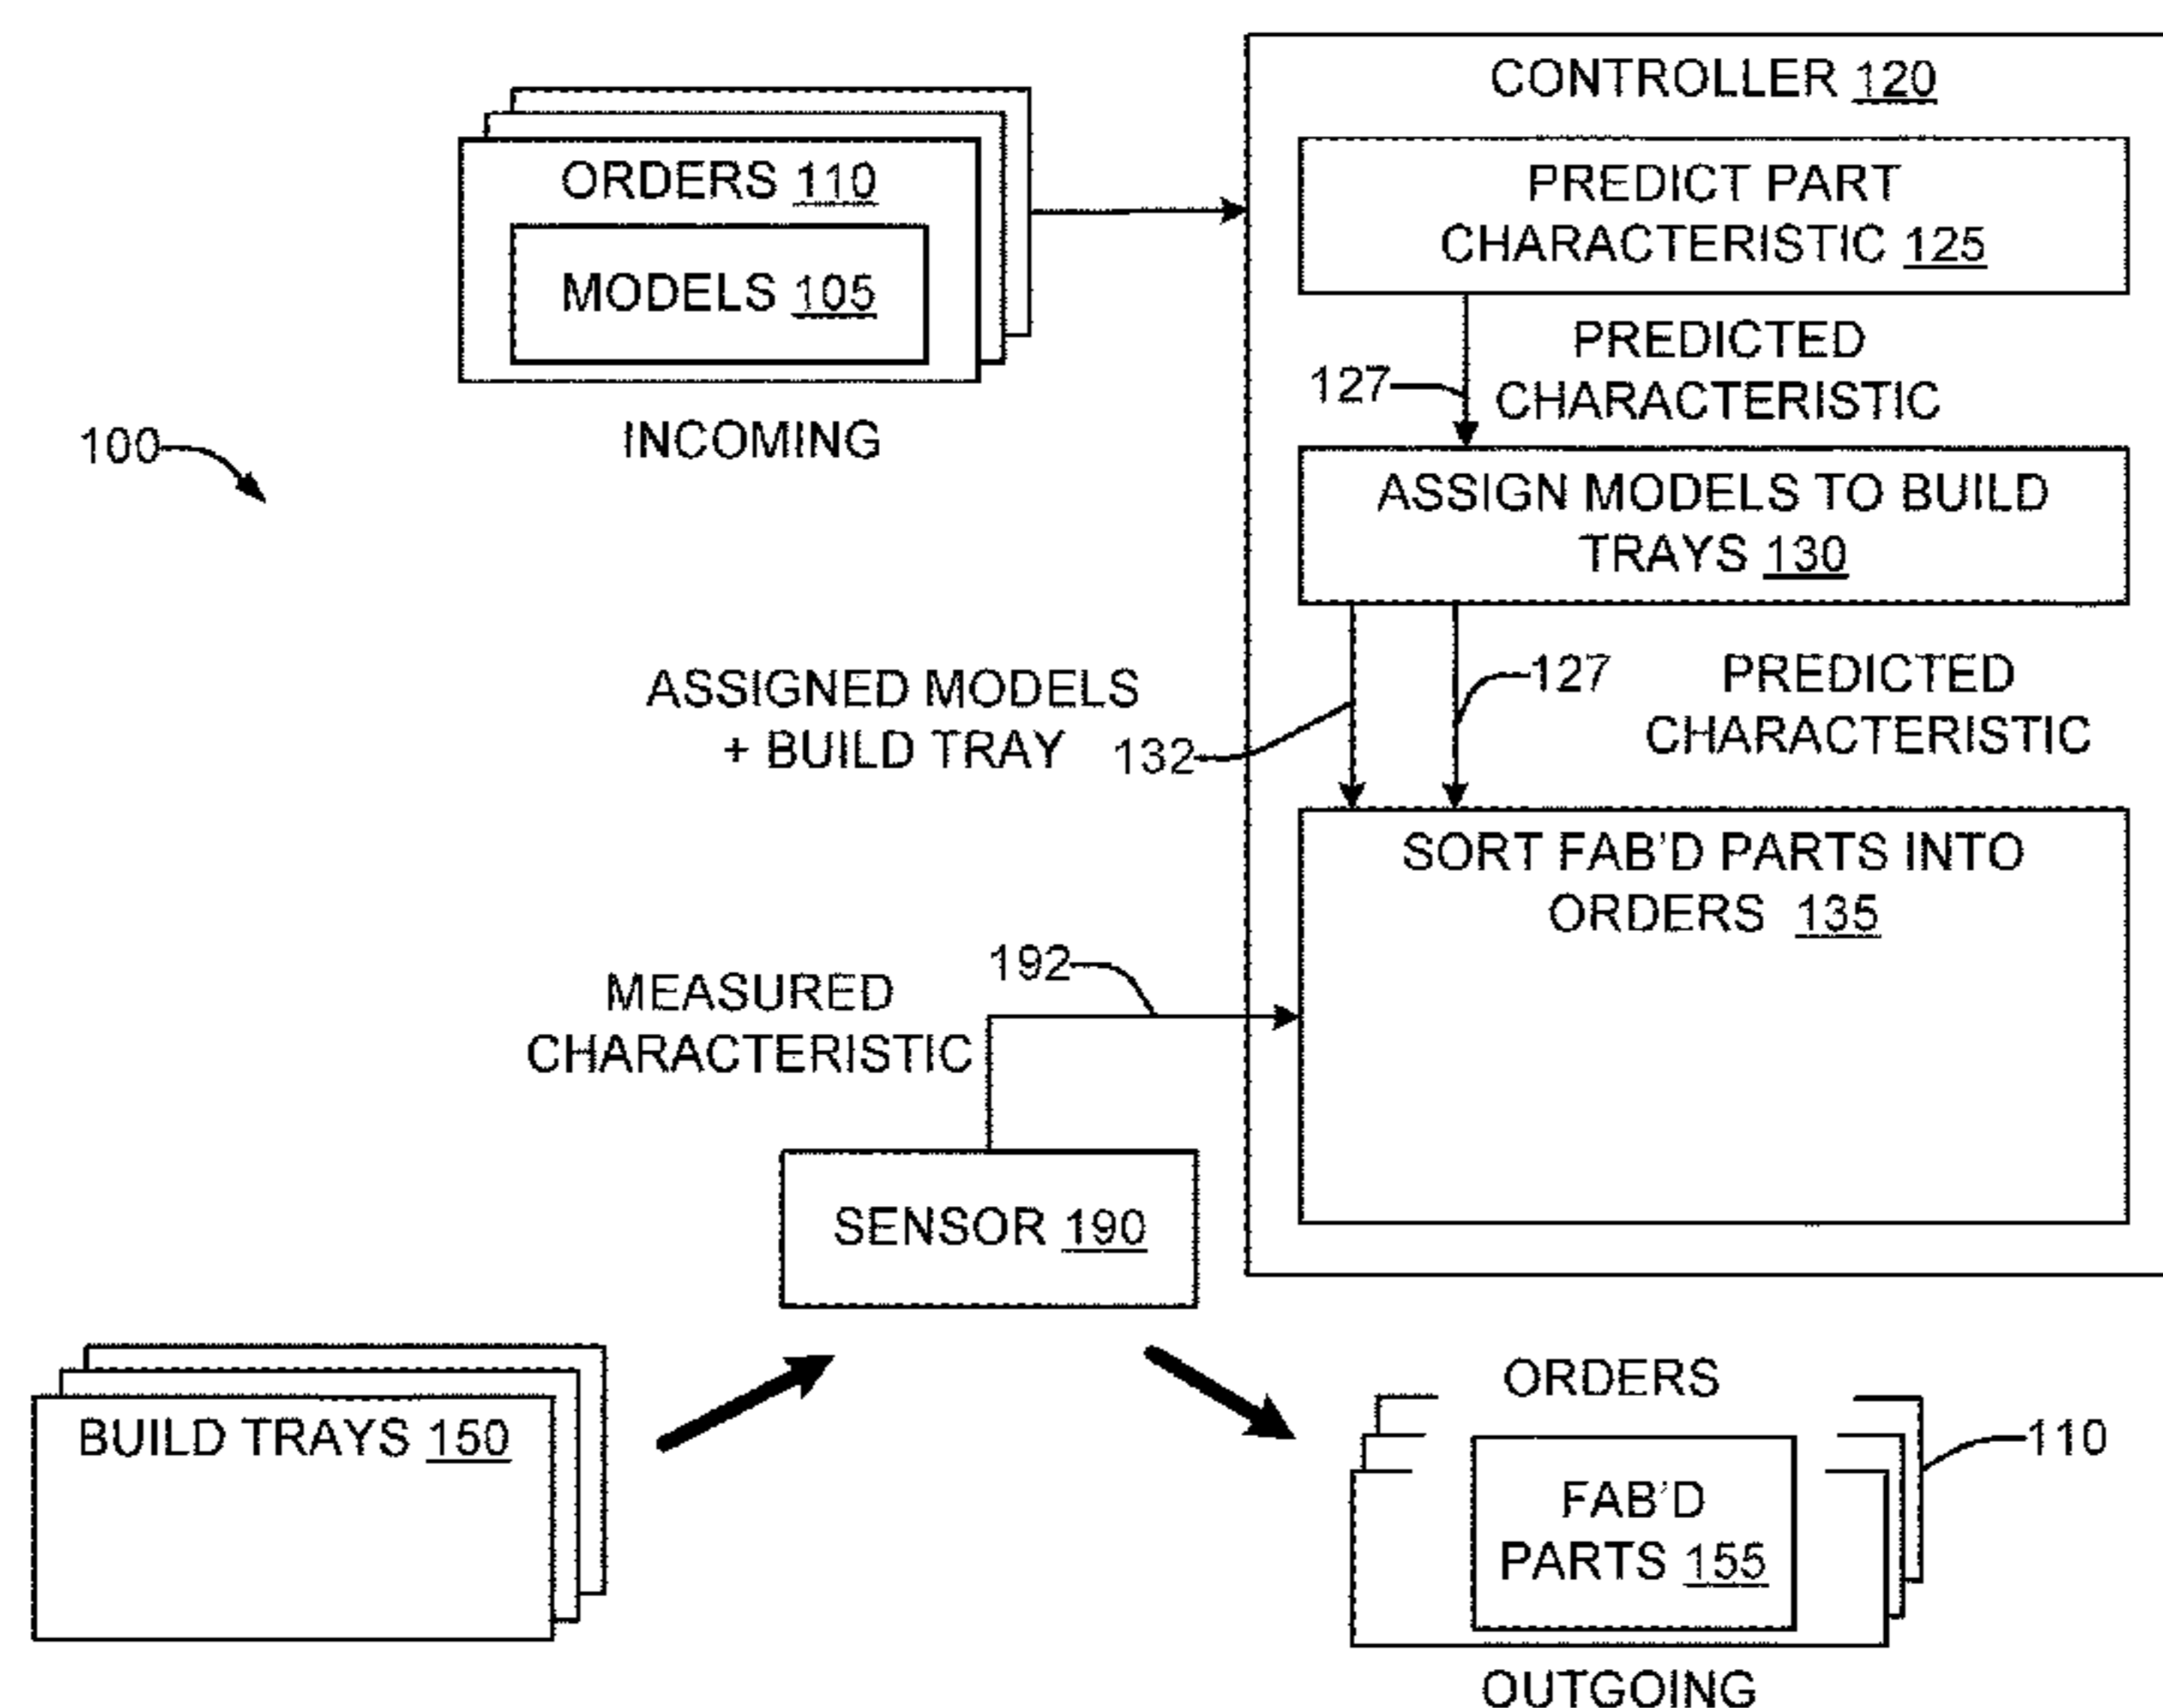 CONTROLLER 120
ORDERS 110
MODELS 105
INCOMING
PREDICT PART
CHARACTERISTIC 125
PREDICTED
CHARACTERISTIC
127
100
ASSIGN MODELS TO BUILD
TRAYS 130
ASSIGNED MODELS
+ BUILD TRAY
132
127
PREDICTED
CHARACTERISTIC
SORT FAB'D PARTS INTO
ORDERS 135
192
MEASURED
CHARACTERISTIC
SENSOR 190
BUILD TRAYS 150
ORDERS
110
FAB'D
PARTS 155
OUTGOING